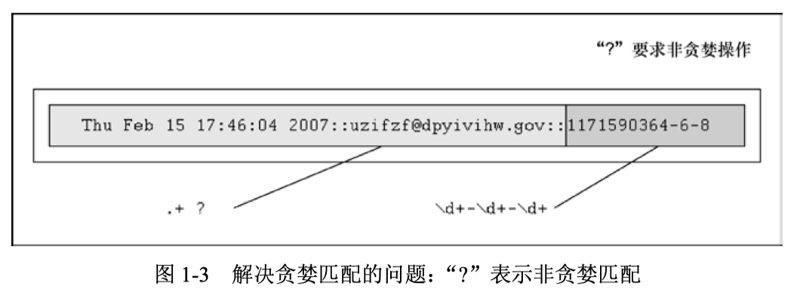 “?”要求非贪婪操作
Thu Feb 15 17:46:04 2007::uzifzf@dpyivihw.gov::1171590364-6-8
.+ ?
\d+-\d+-\d+
图 1-3 解决贪婪匹配的问题：“?”表示非贪婪匹配